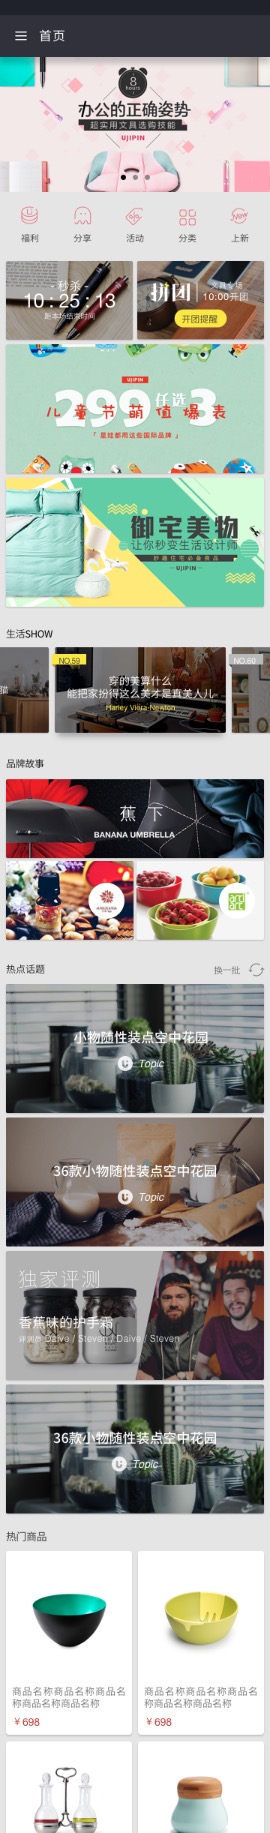 首页
8
hours
办公的正确姿势
超实用文具选购技能
UJIPIN
福利
分享
活动
分类
上新
- 秒杀 -
10 : 25 : 13
距本场结束时间
拼团
文具专场
10:00开团
开团提醒
UJIPIN
299任选3
儿童节萌值爆表
「 星娃都用这些国际品牌 」
御宅美物
让你秒变生活设计师
UJIPIN
生活SHOW
猫
NO.59
穿的美算什么
能把家扮得这么美才是真美人儿
Harley Viera-Newton
NO.60
品牌故事
蕉下
BANANA UMBRELLA
热点话题
换一批
小物随性装点空中花园
Topic
36款小物随性装点空中花园
Topic
独家评测
香蕉味的护手霜
评测员 Daive / Steven / Daive / Steven
36款小物随性装点空中花园
Topic
热门商品
商品名称商品名称商品名称商品名称商品名称
¥698
商品名称商品名称商品名称商品名称商品名称
¥698